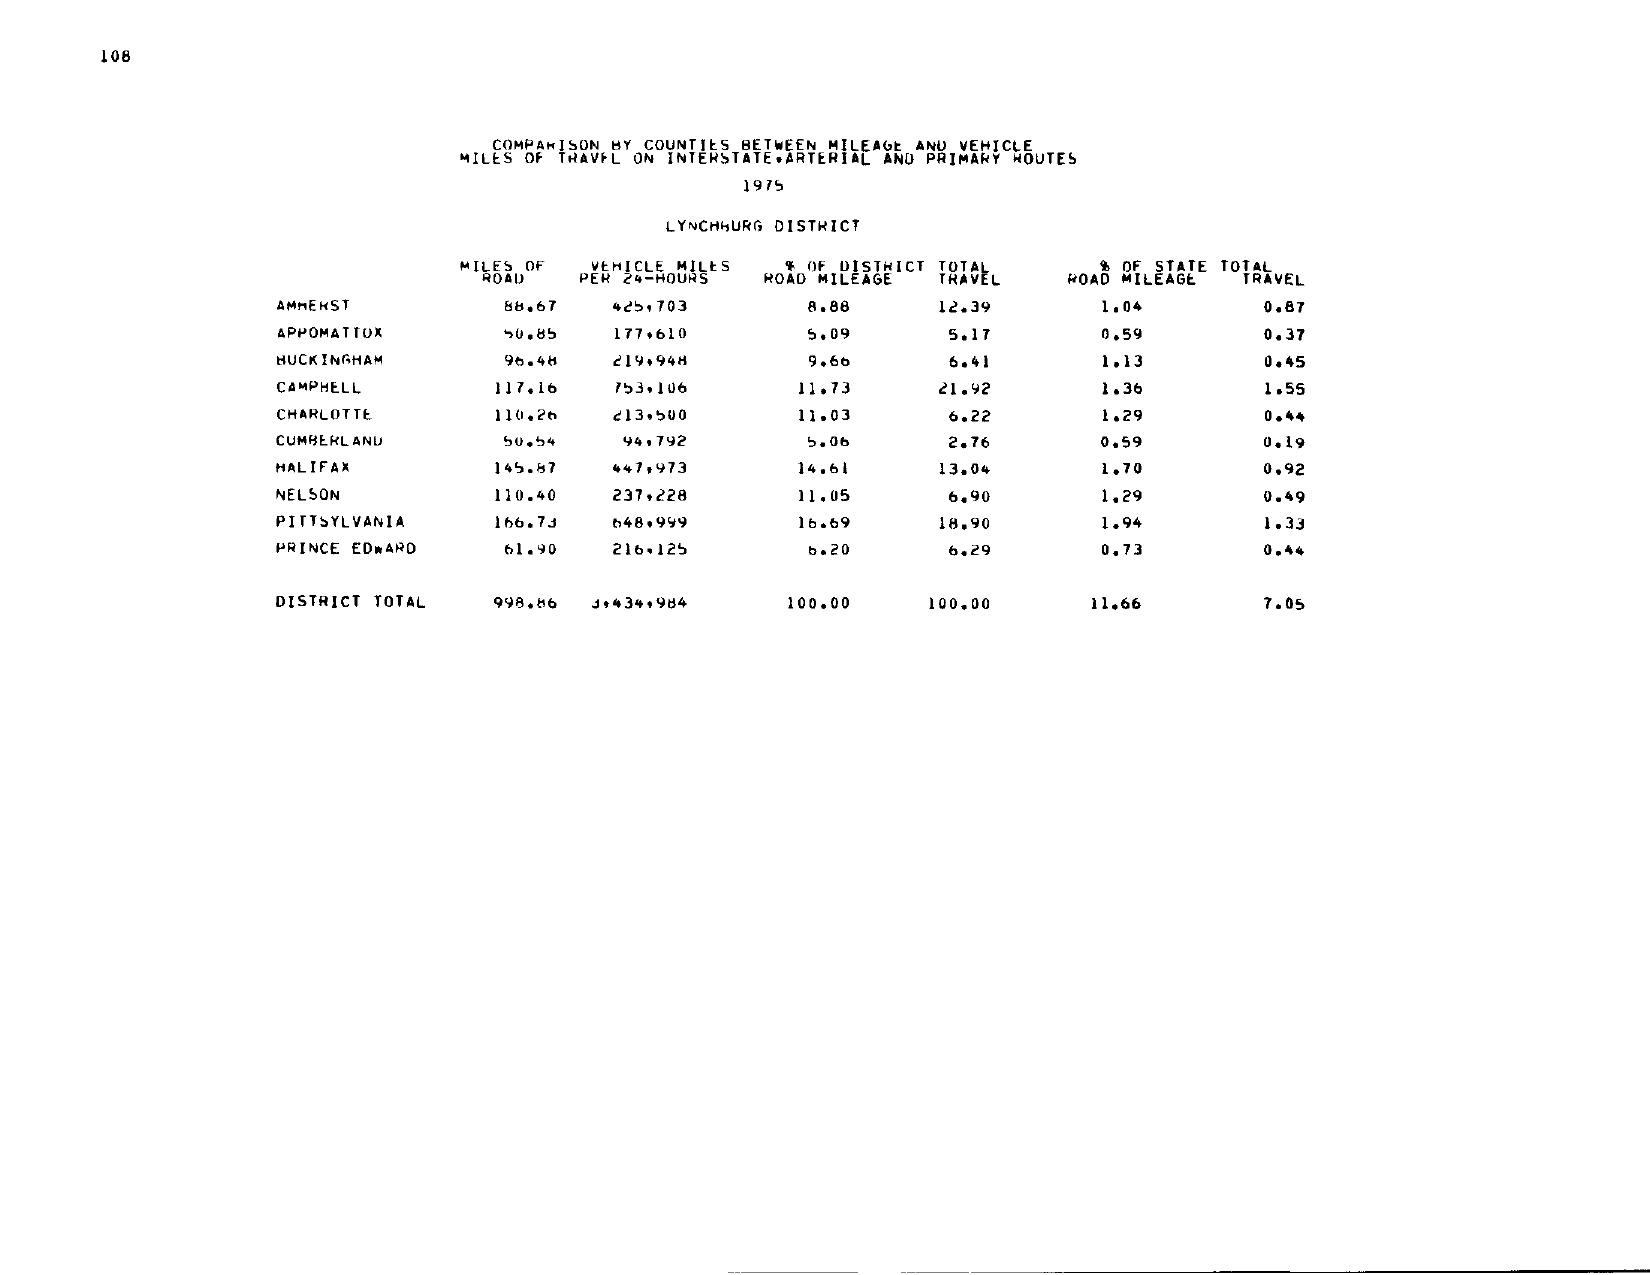 108
COMPARISON BY COUNTIES BETWEEN MILEAGE AND VEHICLE
MILES OF TRAVEL ON INTERSTATE,ARTERIAL AND PRIMARY ROUTES
1975
LYNCHBURG DISTRICT
MILES OF VEHICLE MILES % OF DISTRICT TOTAL % OF STATE TOTAL
ROAD PER 24-HOURS ROAD MILEAGE TRAVEL ROAD MILEAGE TRAVEL
AMHERST 88.67 425,703 8.88 12.39 1.04 0.87
APPOMATTOX 50.85 177,610 5.09 5.17 0.59 0.37
BUCKINGHAM 96.48 219,948 9.66 6.41 1.13 0.45
CAMPBELL 117.16 753,106 11.73 21.92 1.36 1.55
CHARLOTTE 110.26 213,500 11.03 6.22 1.29 0.44
CUMBERLAND 50.54 94,792 5.06 2.76 0.59 0.19
HALIFAX 145.87 447,973 14.61 13.04 1.70 0.92
NELSON 110.40 237,228 11.05 6.90 1.29 0.49
PITTSYLVANIA 166.73 648,999 16.69 18.90 1.94 1.33
PRINCE EDWARD 61.90 216,125 6.20 6.29 0.73 0.44
DISTRICT TOTAL 998.86 3,434,984 100.00 100.00 11.66 7.05